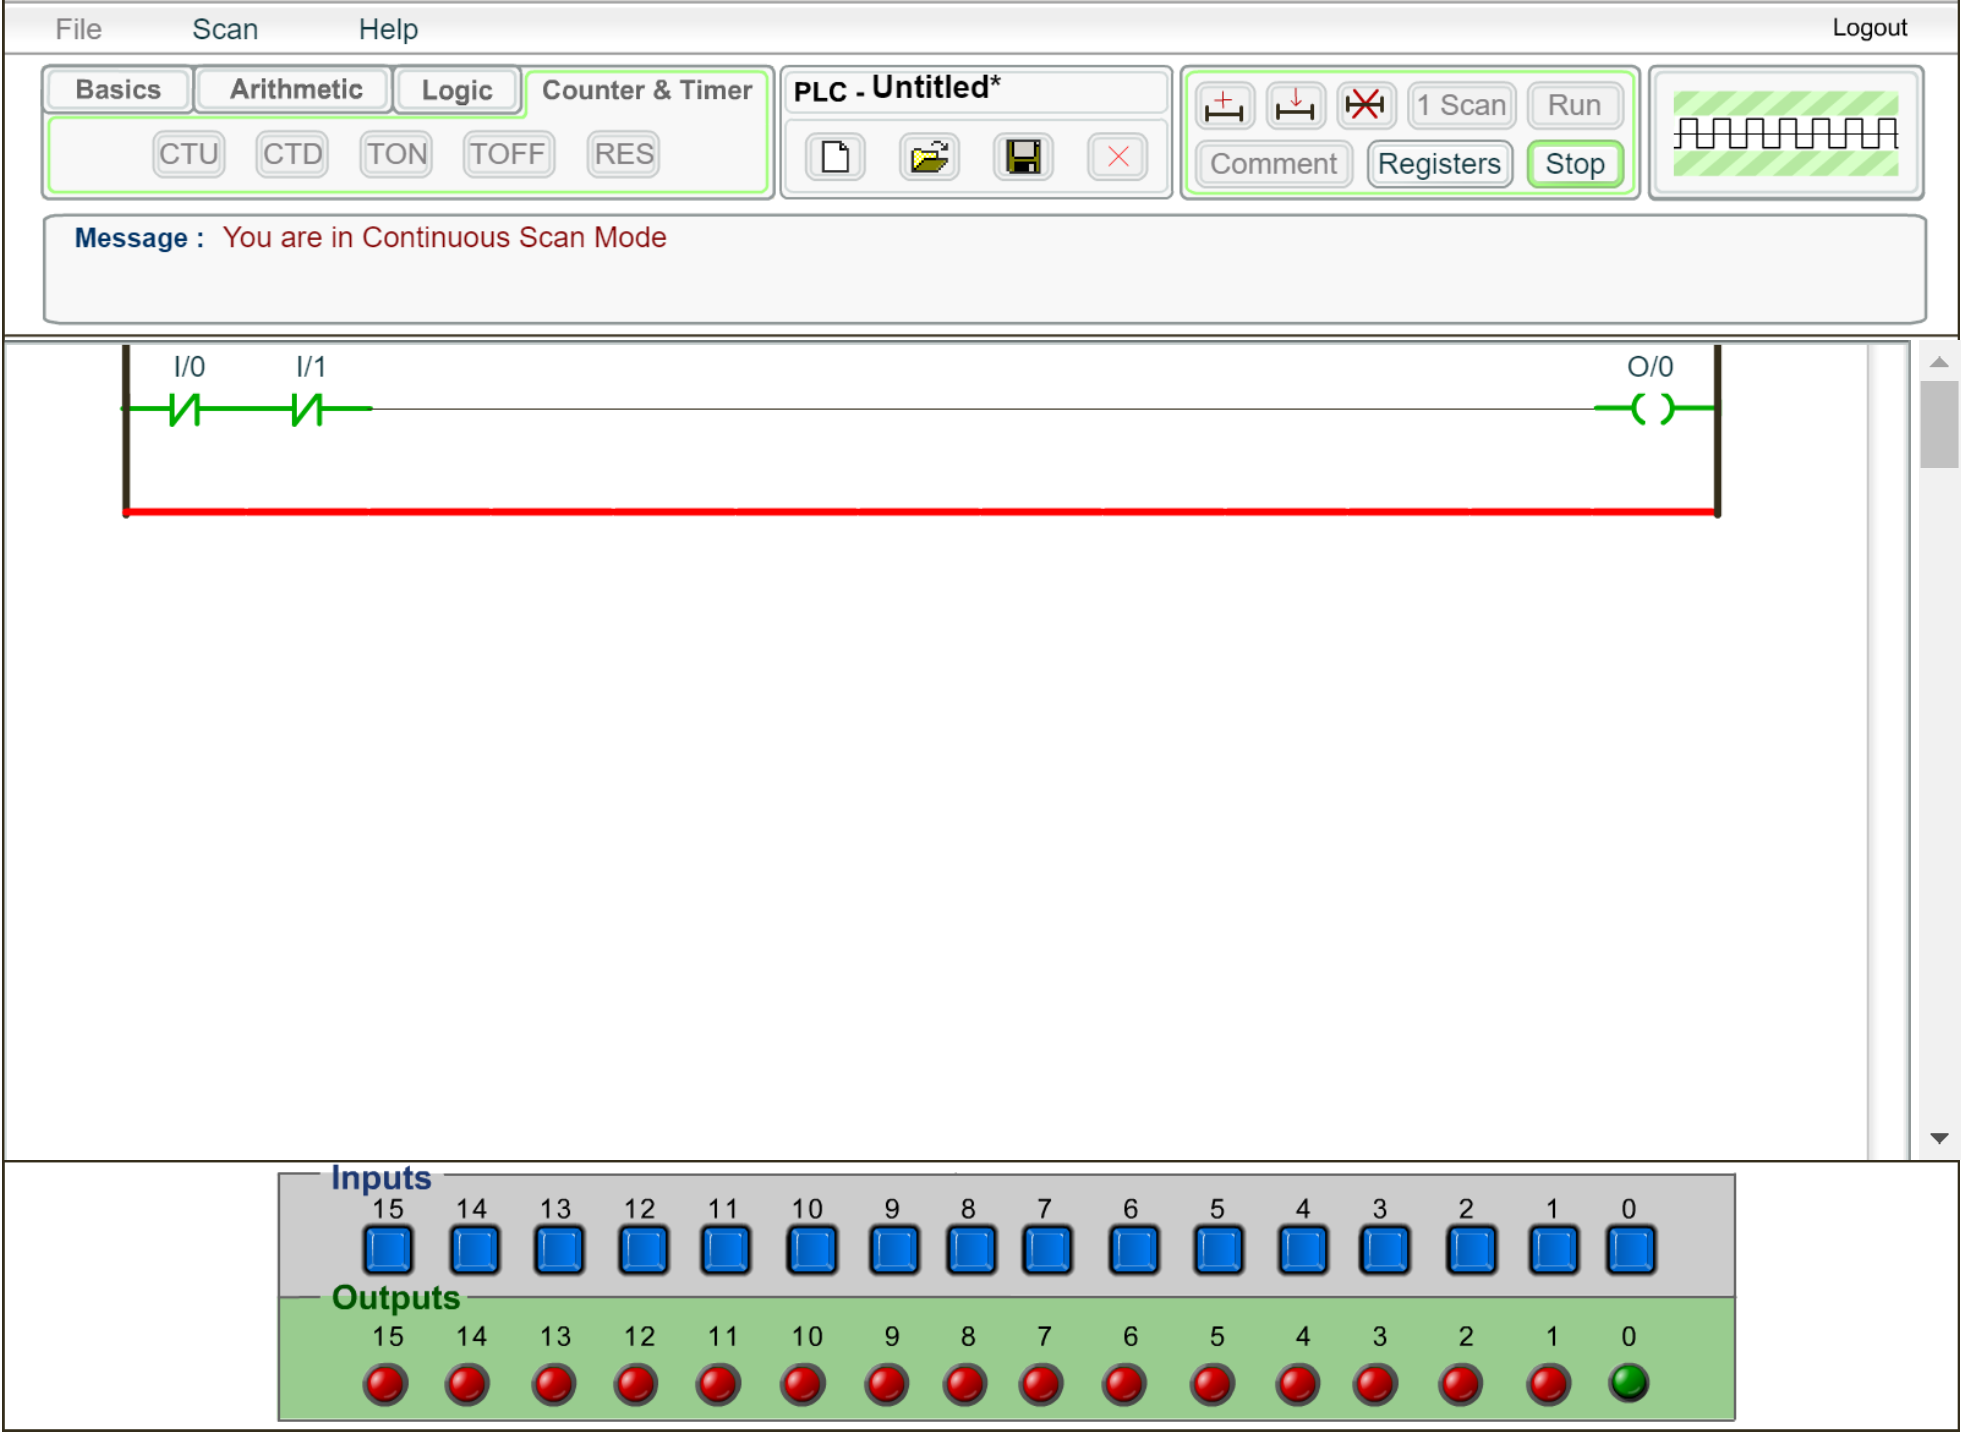 File Scan Help Logout
Basics Arithmetic Logic Counter & Timer
PLC - Untitled*
1 Scan Run
CTU CTD TON TOFF RES
Comment Registers Stop
Message : You are in Continuous Scan Mode
I/0 I/1 O/0
Inputs
15 14 13 12 11 10 9 8 7 6 5 4 3 2 1 0
Outputs
15 14 13 12 11 10 9 8 7 6 5 4 3 2 1 0